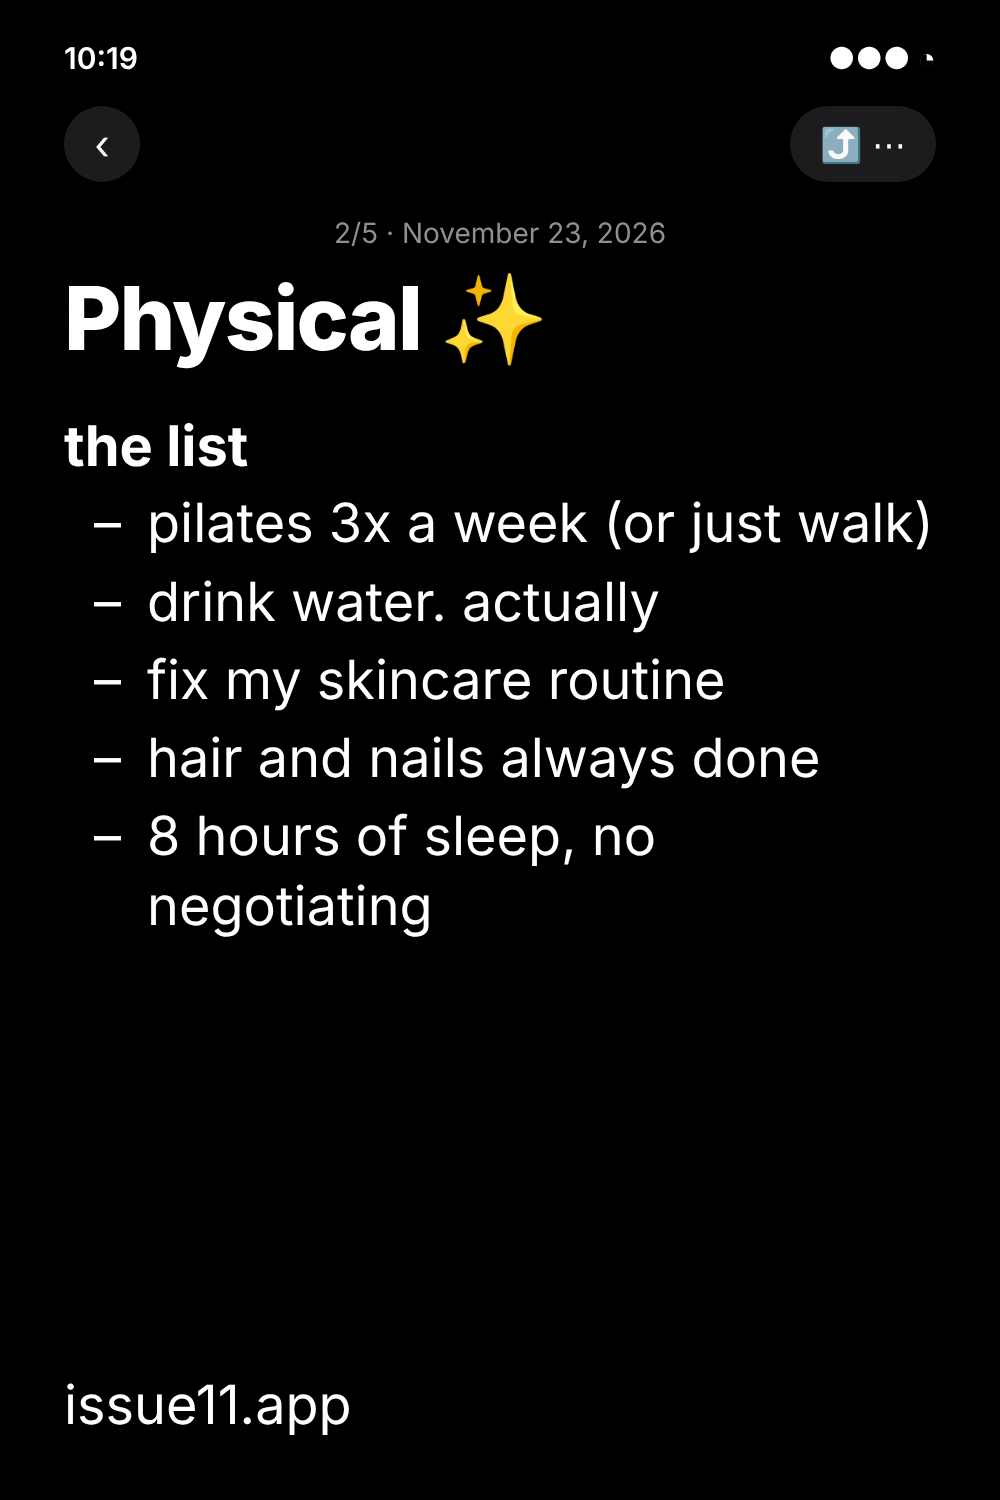 10:19
2/5 · November 23, 2026
Physical ✨
the list
– pilates 3x a week (or just walk)
– drink water. actually
– fix my skincare routine
– hair and nails always done
– 8 hours of sleep, no
negotiating
issue11.app